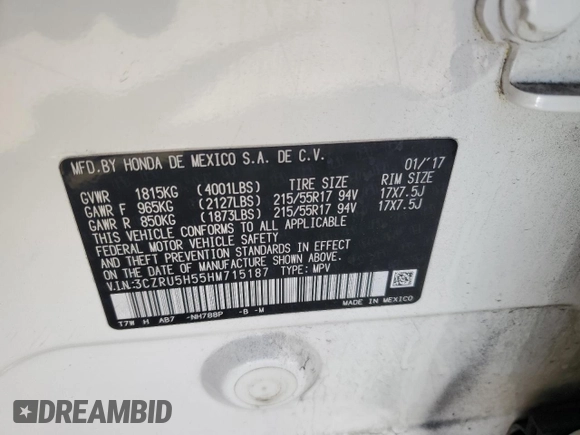 MFD.BY HONDA DE MEXICO S.A. DE C.V. 01/'17
GVWR 1815KG (4001LBS) TIRE SIZE RIM SIZE
GAWR F 965KG (2127LBS) 215/55R17 94V 17X7.5J
GAWR R 850KG (1873LBS) 215/55R17 94V 17X7.5J
THIS VEHICLE CONFORMS TO ALL APPLICABLE
FEDERAL MOTOR VEHICLE SAFETY
AND THEFT PREVENTION STANDARDS IN EFFECT
ON THE DATE OF MANUFACTURE SHOWN ABOVE.
V.I.N:3CZRU5H55HM715187 TYPE: MPV
MADE IN MEXICO
T7W H AB7 -NH788P -B -M
DREAMBID